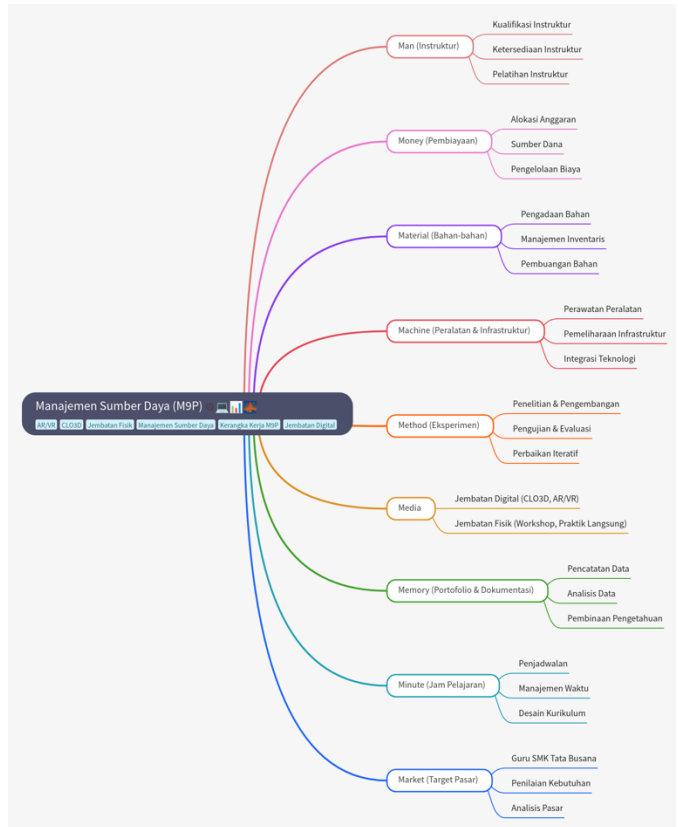 Manajemen Sumber Daya (M9P)
AR/VR CLO3D Jembatan Fisik Manajemen Sumber Daya Kerangka Kerja M9P Jembatan Digital
Man (Instruktur)
Kualifikasi Instruktur
Ketersediaan Instruktur
Pelatihan Instruktur
Money (Pembiayaan)
Alokasi Anggaran
Sumber Dana
Pengelolaan Biaya
Material (Bahan-bahan)
Pengadaan Bahan
Manajemen Inventaris
Pembuangan Bahan
Machine (Peralatan & Infrastruktur)
Perawatan Peralatan
Pemeliharaan Infrastruktur
Integrasi Teknologi
Method (Eksperimen)
Penelitian & Pengembangan
Pengujian & Evaluasi
Perbaikan Iteratif
Media
Jembatan Digital (CLO3D, AR/VR)
Jembatan Fisik (Workshop, Praktik Langsung)
Memory (Portofolio & Dokumentasi)
Pencatatan Data
Analisis Data
Pembinaan Pengetahuan
Minute (Jam Pelajaran)
Penjadwalan
Manajemen Waktu
Desain Kurikulum
Market (Target Pasar)
Guru SMK Tata Busana
Penilaian Kebutuhan
Analisis Pasar